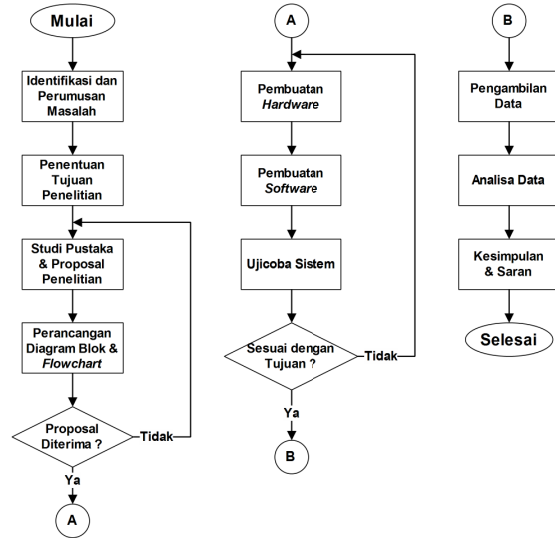 Mulai
Identifikasi dan
Perumusan
Masalah
Penentuan
Tujuan
Penelitian
Studi Pustaka
& Proposal
Penelitian
Perancangan
Diagram Blok &
Flowchart
Proposal
Diterima ?
Tidak
Ya
A
A
Pembuatan
Hardware
Pembuatan
Software
Ujicoba Sistem
Sesuai dengan
Tujuan ?
Tidak
Ya
B
B
Pengambilan
Data
Analisa Data
Kesimpulan
& Saran
Selesai